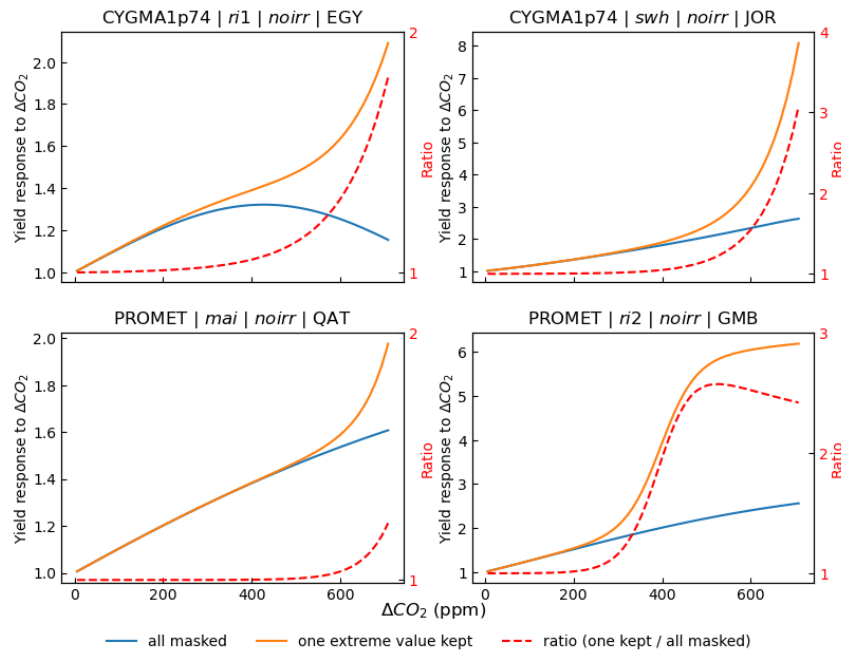 CYGMA1p74 | ri1 | noirr | EGY
2
2.0
1.8
1.6
1.4
1.2
1.0
1
Yield response to ΔCO₂
Ratio
CYGMA1p74 | swh | noirr | JOR
8
7
6
5
4
3
2
1
4
3
2
1
Yield response to ΔCO₂
Ratio
PROMET | mai | noirr | QAT
2.0
1.8
1.6
1.4
1.2
1.0
2
1
Yield response to ΔCO₂
Ratio
0
200
400
600
PROMET | ri2 | noirr | GMB
6
5
4
3
2
1
3
2
1
Yield response to ΔCO₂
Ratio
0
200
400
600
ΔCO₂ (ppm)
all masked
one extreme value kept
ratio (one kept / all masked)